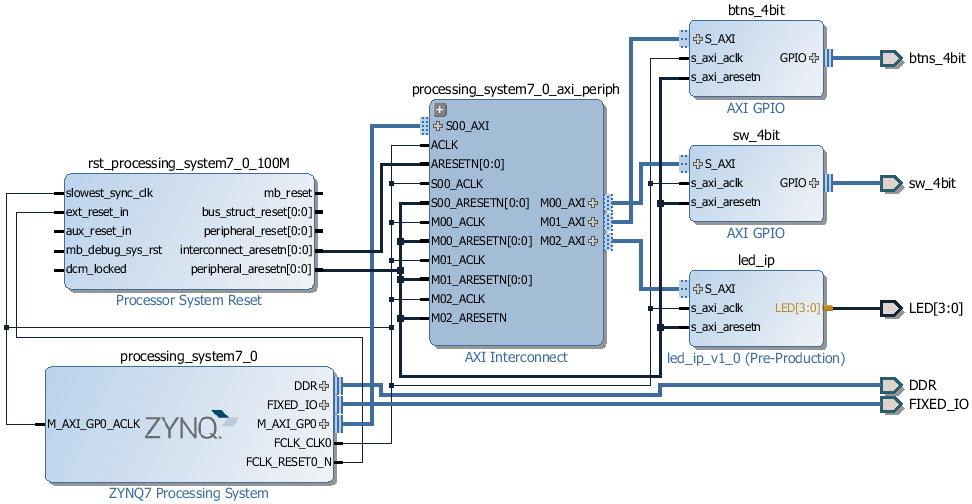 btns_4bit
S_AXI
s_axi_aclk
s_axi_aresetn
GPIO
AXI GPIO
btns_4bit
sw_4bit
S_AXI
s_axi_aclk
s_axi_aresetn
GPIO
AXI GPIO
sw_4bit
led_ip
S_AXI
s_axi_aclk
s_axi_aresetn
LED[3:0]
led_ip_v1_0 (Pre-Production)
LED[3:0]
processing_system7_0_axi_periph
S00_AXI
ACLK
ARESETN[0:0]
S00_ACLK
S00_ARESETN[0:0]
M00_ACLK
M00_ARESETN[0:0]
M01_ACLK
M01_ARESETN[0:0]
M02_ACLK
M02_ARESETN
M00_AXI
M01_AXI
M02_AXI
AXI Interconnect
rst_processing_system7_0_100M
slowest_sync_clk
ext_reset_in
aux_reset_in
mb_debug_sys_rst
dcm_locked
mb_reset
bus_struct_reset[0:0]
peripheral_reset[0:0]
interconnect_aresetn[0:0]
peripheral_aresetn[0:0]
Processor System Reset
processing_system7_0
M_AXI_GP0_ACLK
ZYNQ
DDR
FIXED_IO
M_AXI_GP0
FCLK_CLK0
FCLK_RESET0_N
ZYNQ7 Processing System
DDR
FIXED_IO